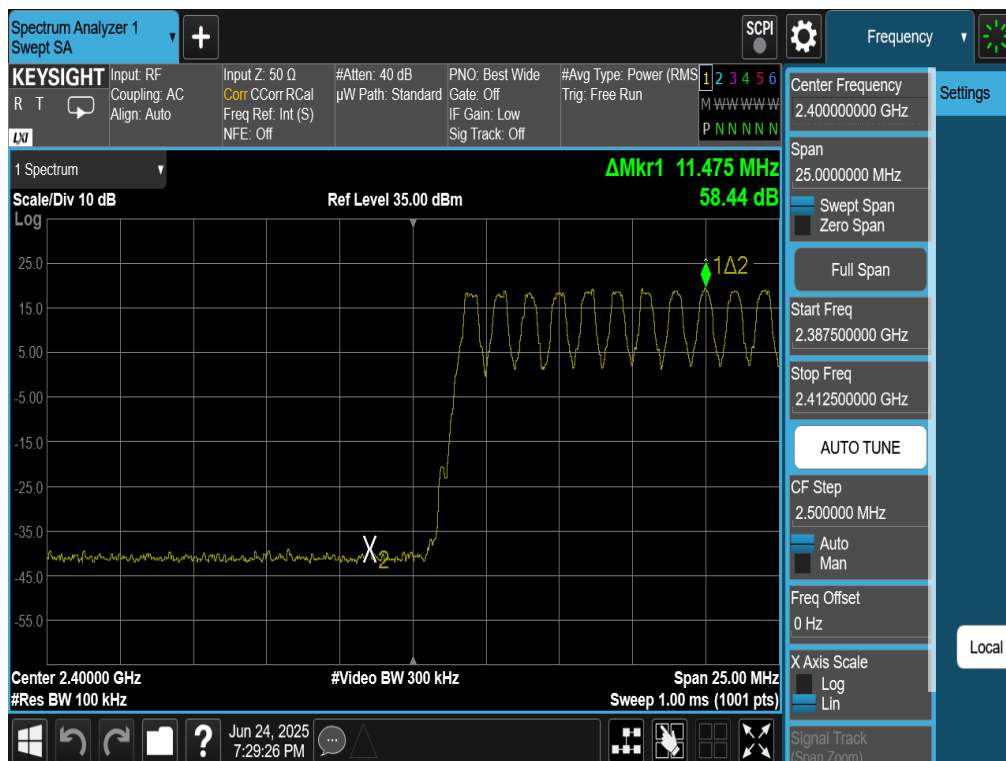 Spectrum Analyzer 1
Swept SA
+
SCPI
Frequency
KEYSIGHT
R T
LXI
Input: RF
Coupling: AC
Align: Auto
Input Z: 50 Ω
Corr CCorr RCal
Freq Ref: Int (S)
NFE: Off
#Atten: 40 dB
µW Path: Standard
PNO: Best Wide
Gate: Off
IF Gain: Low
Sig Track: Off
#Avg Type: Power (RMS
Trig: Free Run
1 2 3 4 5 6
M W W W W W
P N N N N N
1 Spectrum
ΔMkr1 11.475 MHz
58.44 dB
Scale/Div 10 dB
Ref Level 35.00 dBm
Log
25.0
15.0
5.00
-5.00
-15.0
-25.0
-35.0
-45.0
-55.0
1Δ2
X2
Center 2.40000 GHz
#Video BW 300 kHz
Span 25.00 MHz
#Res BW 100 kHz
Sweep 1.00 ms (1001 pts)
Center Frequency
2.400000000 GHz
Span
25.0000000 MHz
Swept Span
Zero Span
Full Span
Start Freq
2.387500000 GHz
Stop Freq
2.412500000 GHz
AUTO TUNE
CF Step
2.500000 MHz
Auto
Man
Freq Offset
0 Hz
X Axis Scale
Log
Lin
Signal Track
(Span Zoom)
Settings
Local
?
Jun 24, 2025
7:29:26 PM